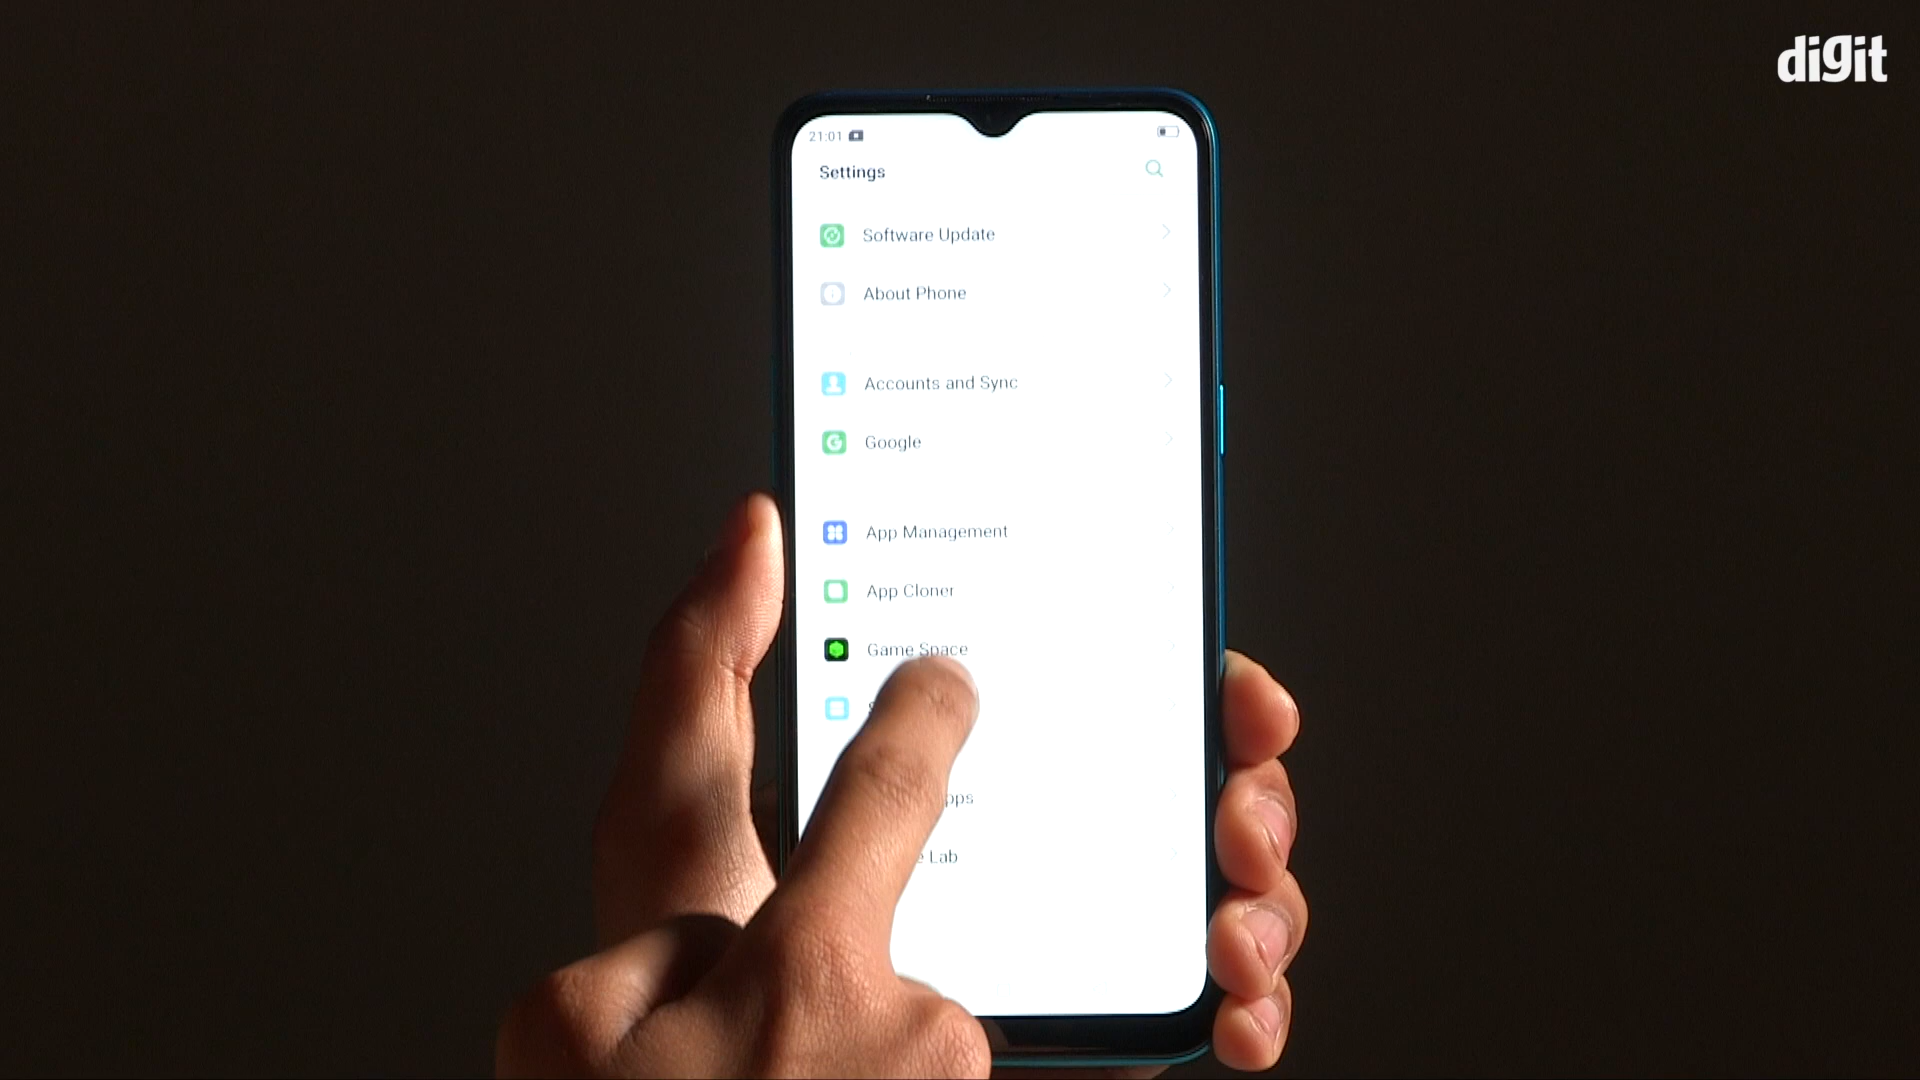 digit
21:01
Settings
Software Update
About Phone
Accounts and Sync
Google
App Management
App Cloner
Game Space
Lab